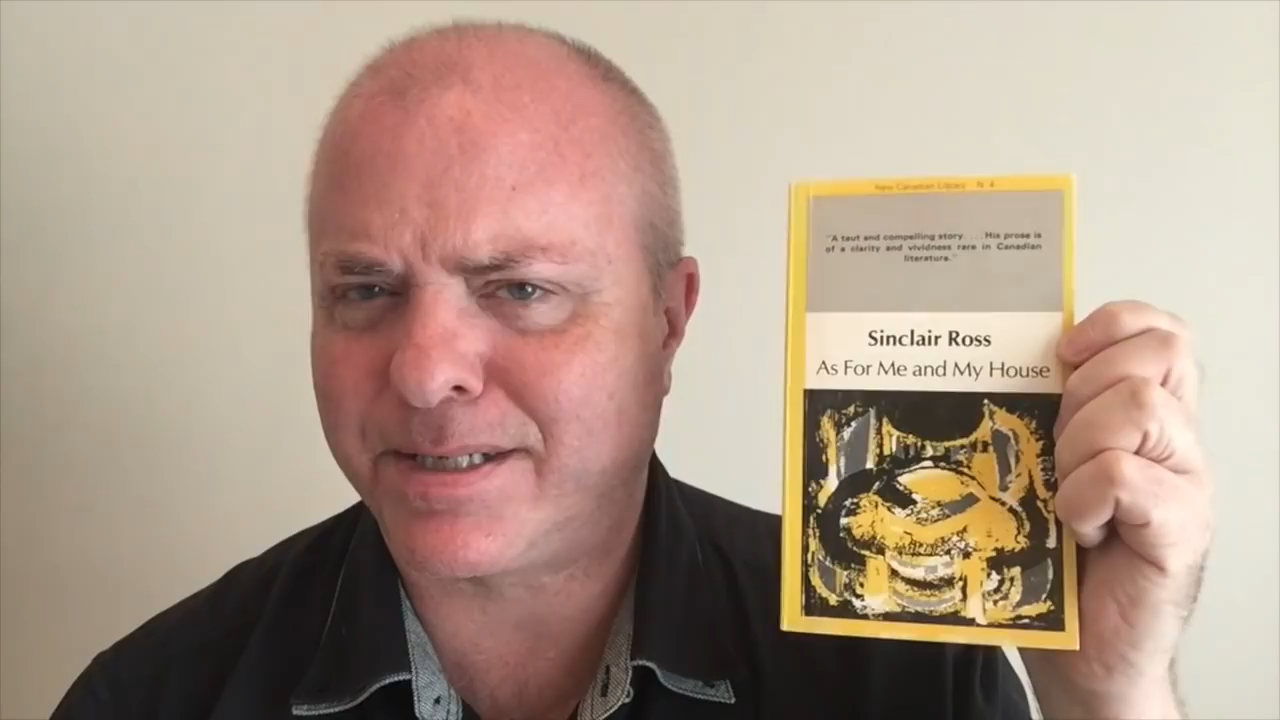 New Canadian Library N 4
"A taut and compelling story. . . . His prose is
of a clarity and vividness rare in Canadian
literature."
Sinclair Ross
As For Me and My House